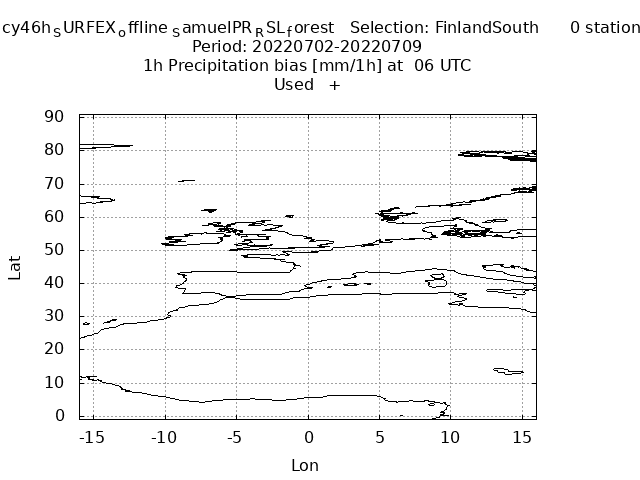 cy46h_SURFEX_offline_SamuelPR_RSL_forest   Selection: FinlandSouth      0 station
Period: 20220702-20220709
1h Precipitation bias [mm/1h] at  06 UTC
Used   +
90
80
70
60
50
40
30
20
10
0
Lat
-15 -10 -5 0 5 10 15
Lon